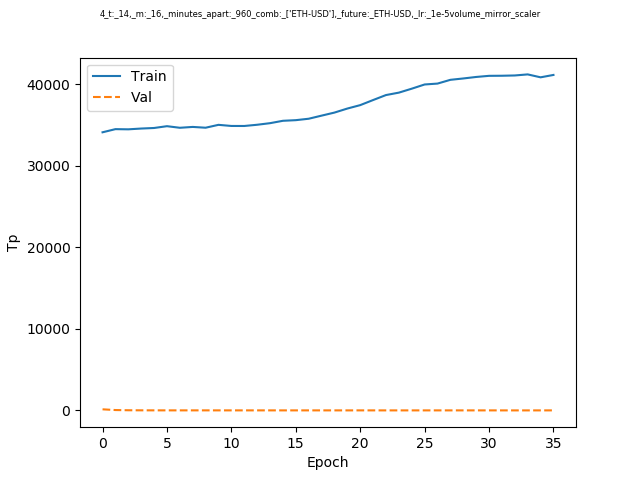 4_t:_14,_m:_16,_minutes_apart:_960_comb:_['ETH-USD'],_future:_ETH-USD,_lr:_1e-5volume_mirror_scaler
Train
Val
40000
30000
20000
10000
0
Tp
0 5 10 15 20 25 30 35
Epoch